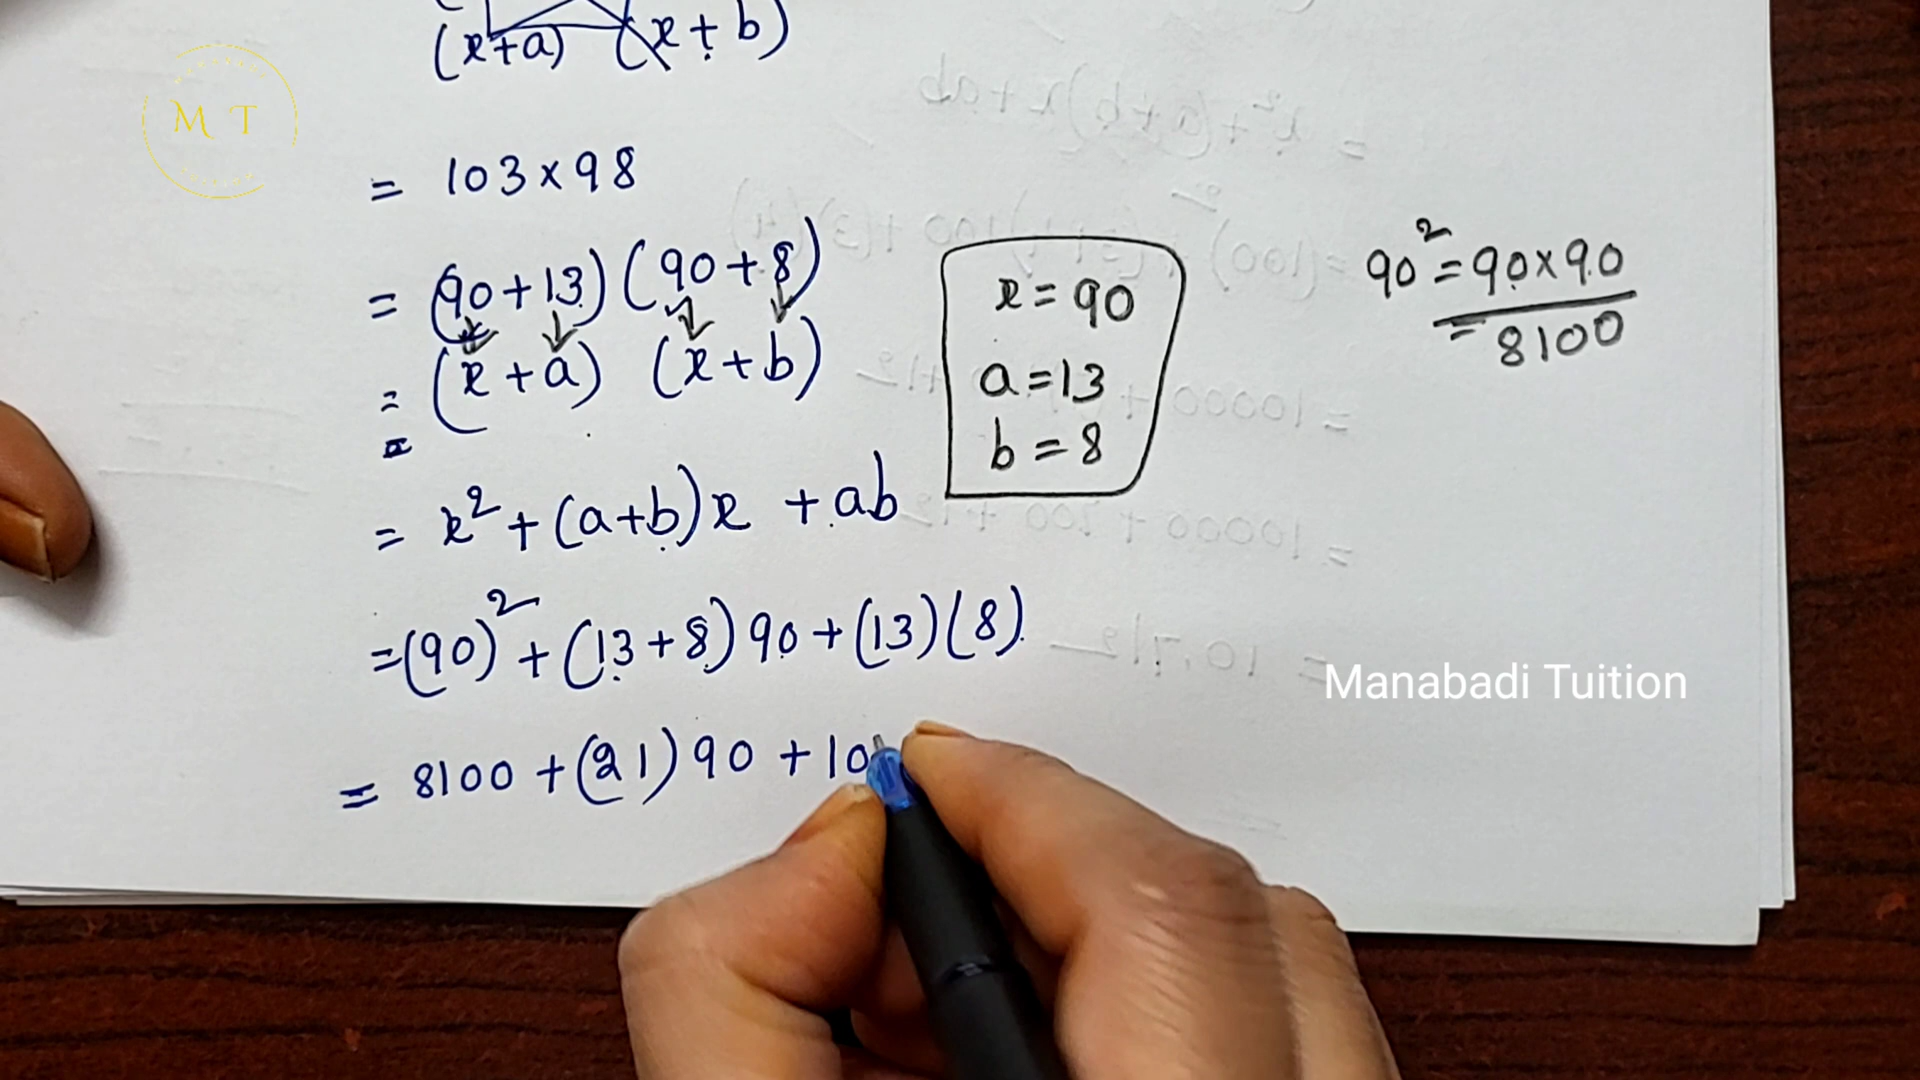 (x+a) (x+b)
M T
= 103×98
= (90+13) (90+8)
= (x+a) (x+b)
=
= x²+(a+b)x +ab
=(90)²+(13+8)90+(13)(8)
= 8100+(21)90+10
x=90
a=13
b=8
90²=90×90
=8100
Manabadi Tuition